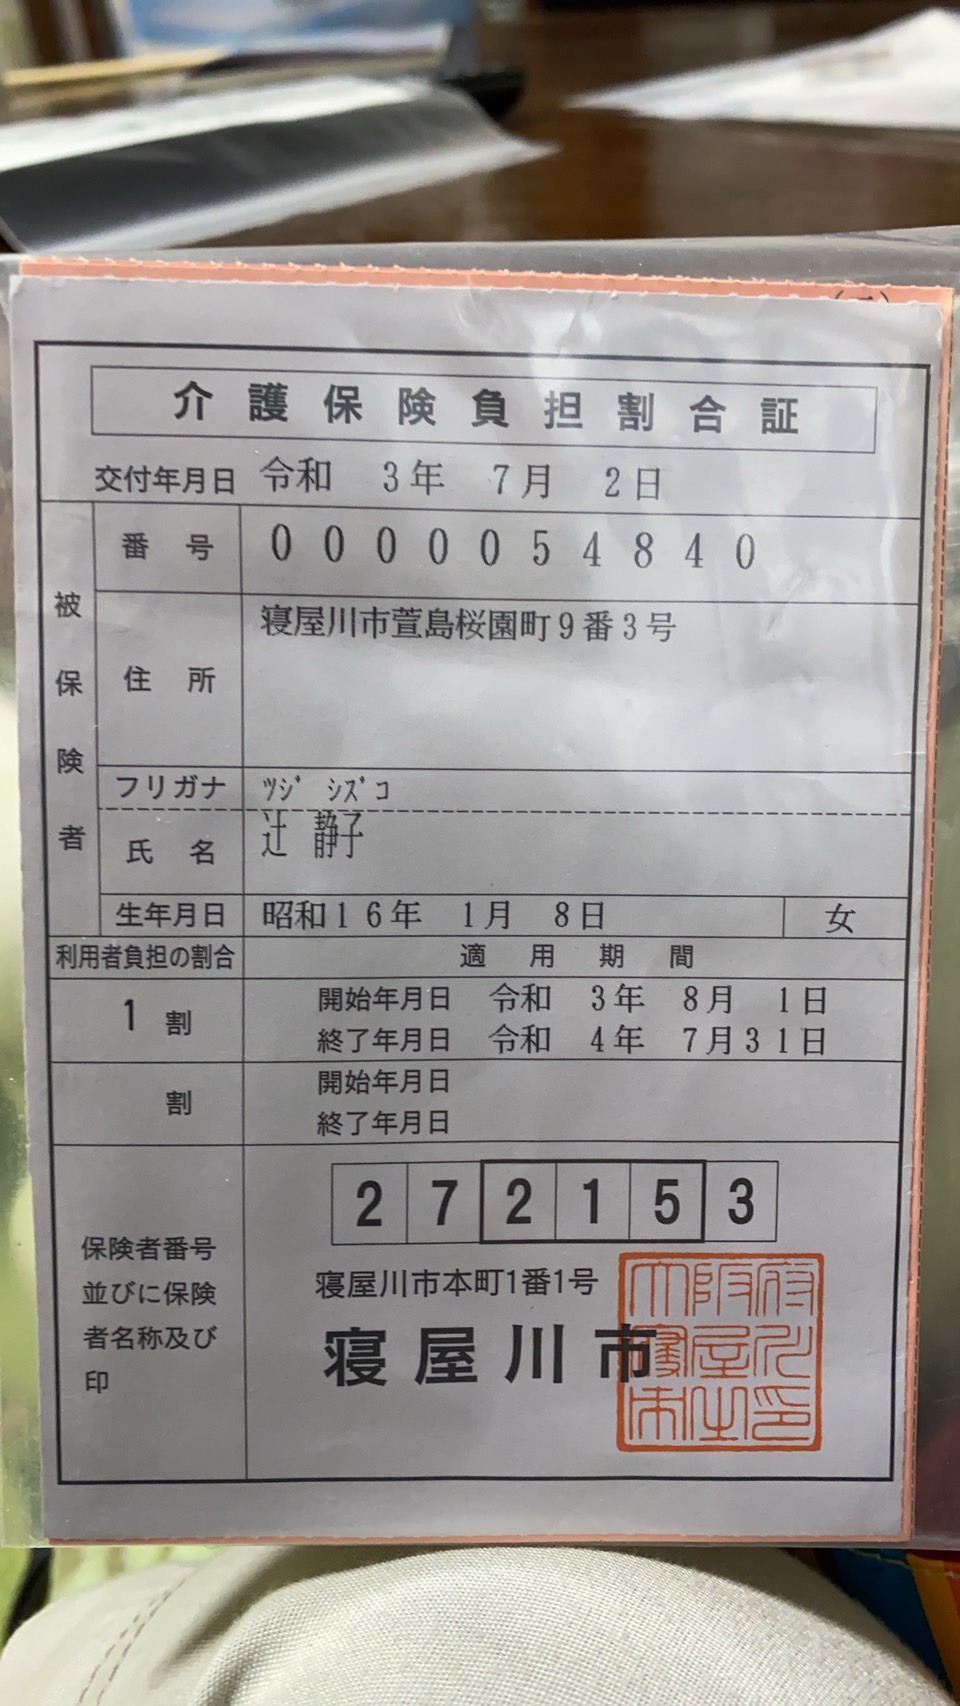 介護保険負担割合証
交付年月日 令和 3年 7月 2日
被保険者
番号 0000054840
住所 寝屋川市萱島桜園町9番3号
フリガナ ﾂｼﾞ ｼｽﾞｺ
氏名 辻 静子
生年月日 昭和16年 1月 8日 女
利用者負担の割合 適用期間
1割 開始年月日 令和 3年 8月 1日
終了年月日 令和 4年 7月31日
割 開始年月日
終了年月日
保険者番号
並びに保険
者名称及び
印
272153
寝屋川市本町1番1号
寝屋川市